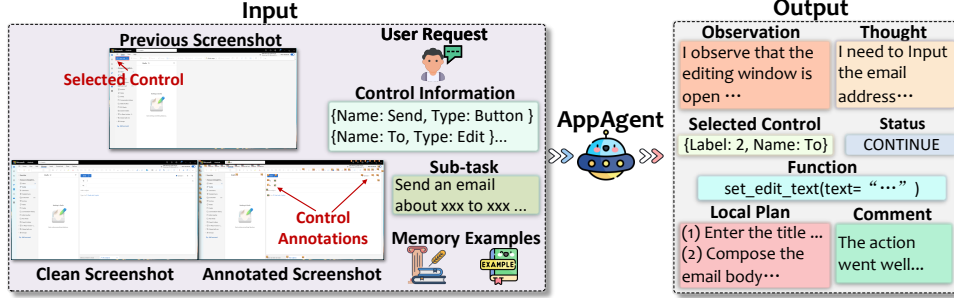 Input
Previous Screenshot
Selected Control
User Request
Control Information
{Name: Send, Type: Button }
{Name: To, Type: Edit }...
Sub-task
Send an email
about xxx to xxx ...
Control
Annotations
Memory Examples
EXAMPLE
Clean Screenshot
Annotated Screenshot
AppAgent
Output
Observation
I observe that the
editing window is
open ⋯
Thought
I need to Input
the email
address⋯
Selected Control
{Label: 2, Name: To}
Status
CONTINUE
Function
set_edit_text(text= “⋯” )
Local Plan
(1) Enter the title ...
(2) Compose the
email body⋯
Comment
The action
went well...